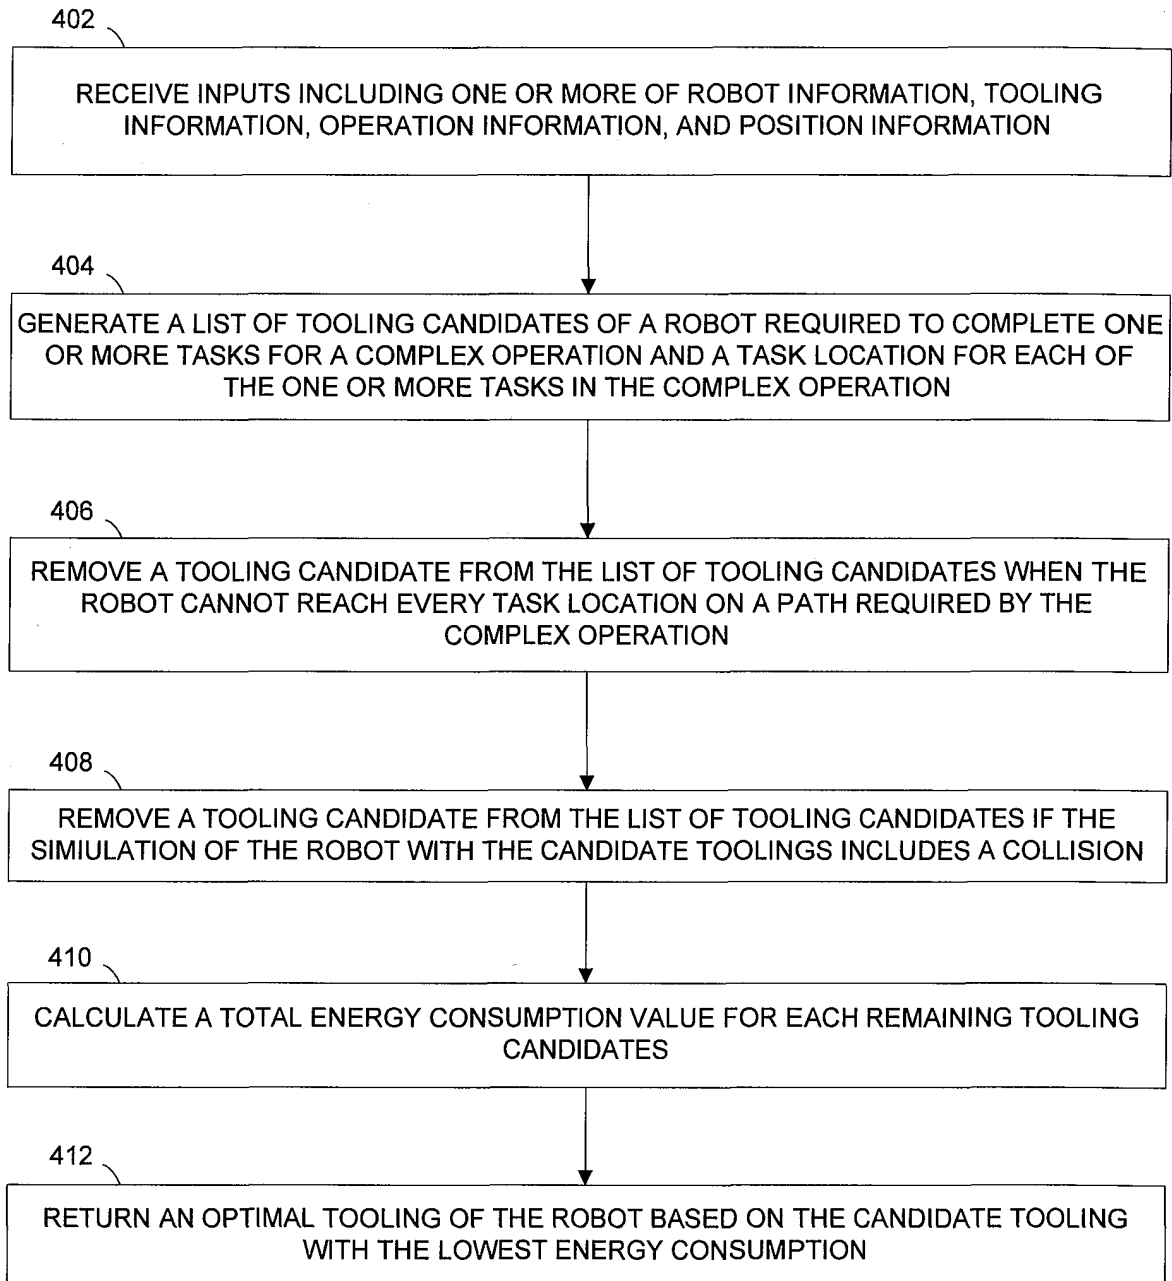 402
RECEIVE INPUTS INCLUDING ONE OR MORE OF ROBOT INFORMATION, TOOLING
INFORMATION, OPERATION INFORMATION, AND POSITION INFORMATION
404
GENERATE A LIST OF TOOLING CANDIDATES OF A ROBOT REQUIRED TO COMPLETE ONE
OR MORE TASKS FOR A COMPLEX OPERATION AND A TASK LOCATION FOR EACH OF
THE ONE OR MORE TASKS IN THE COMPLEX OPERATION
406
REMOVE A TOOLING CANDIDATE FROM THE LIST OF TOOLING CANDIDATES WHEN THE
ROBOT CANNOT REACH EVERY TASK LOCATION ON A PATH REQUIRED BY THE
COMPLEX OPERATION
408
REMOVE A TOOLING CANDIDATE FROM THE LIST OF TOOLING CANDIDATES IF THE
SIMIULATION OF THE ROBOT WITH THE CANDIDATE TOOLINGS INCLUDES A COLLISION
410
CALCULATE A TOTAL ENERGY CONSUMPTION VALUE FOR EACH REMAINING TOOLING
CANDIDATES
412
RETURN AN OPTIMAL TOOLING OF THE ROBOT BASED ON THE CANDIDATE TOOLING
WITH THE LOWEST ENERGY CONSUMPTION